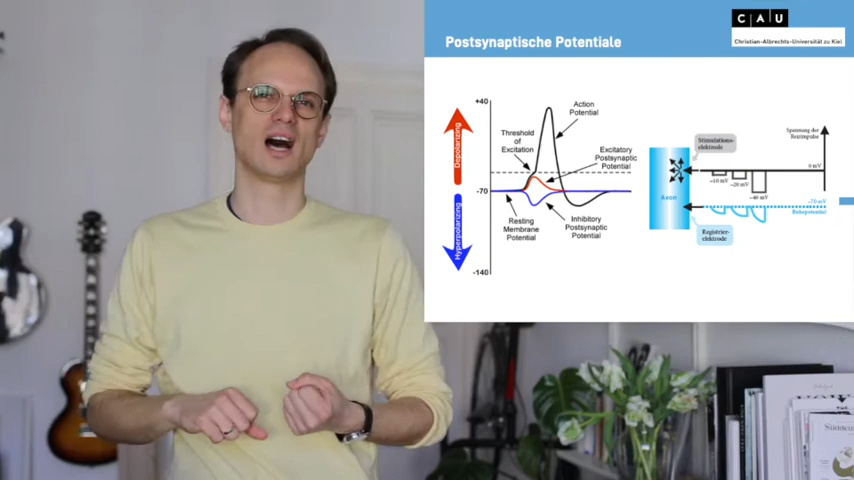 CAU
Christian-Albrechts-Universität zu Kiel
Postsynaptische Potentiale
+40
-70
-140
Depolarizing
Hyperpolarizing
Action
Potential
Threshold
of
Excitation
Excitatory
Postsynaptic
Potential
Resting
Membrane
Potential
Inhibitory
Postsynaptic
Potential
Axon
Stimulations-
elektrode
Spannung der
Reizimpulse
0 mV
−10 mV
−20 mV
−40 mV
−70 mV
Ruhepotential
Registrier-
elektrode